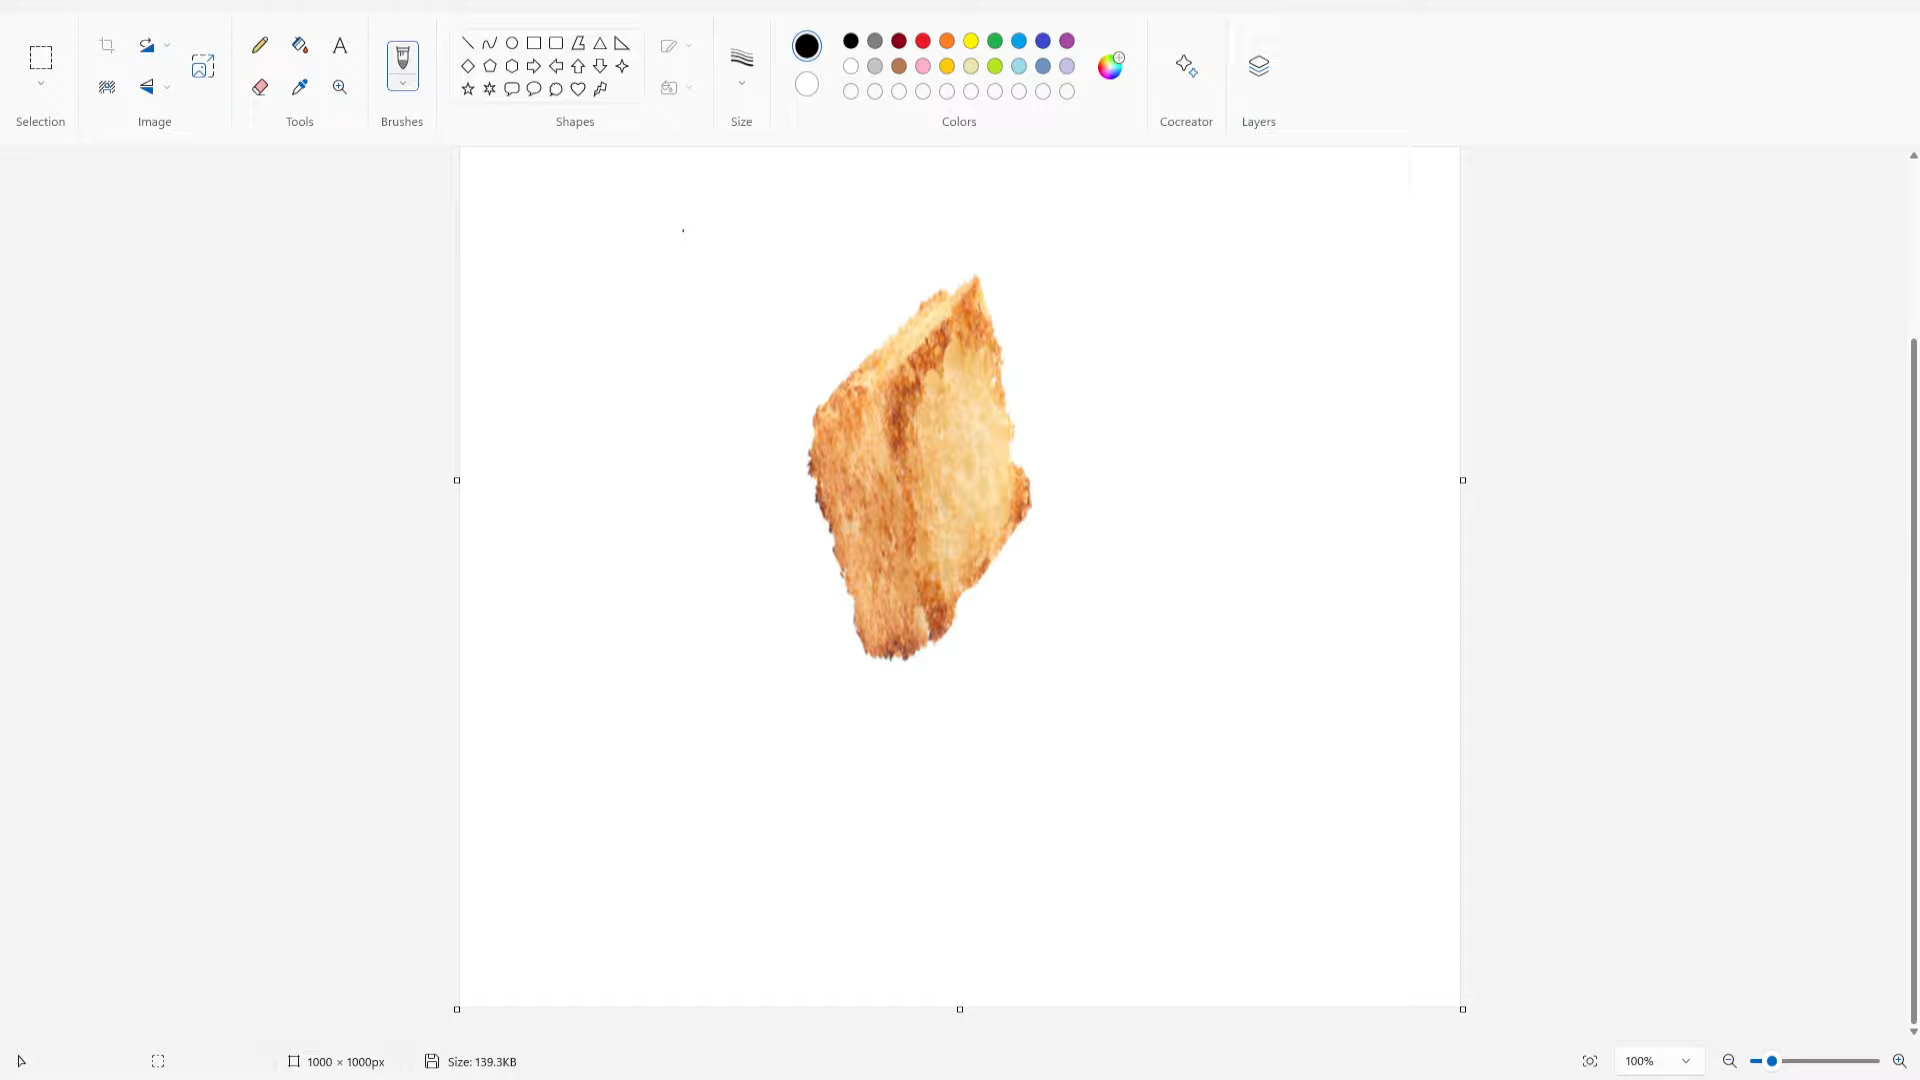 Selection
Image
Tools
Brushes
Shapes
Size
Colors
Cocreator
Layers
1000 × 1000px
Size: 139.3KB
100%